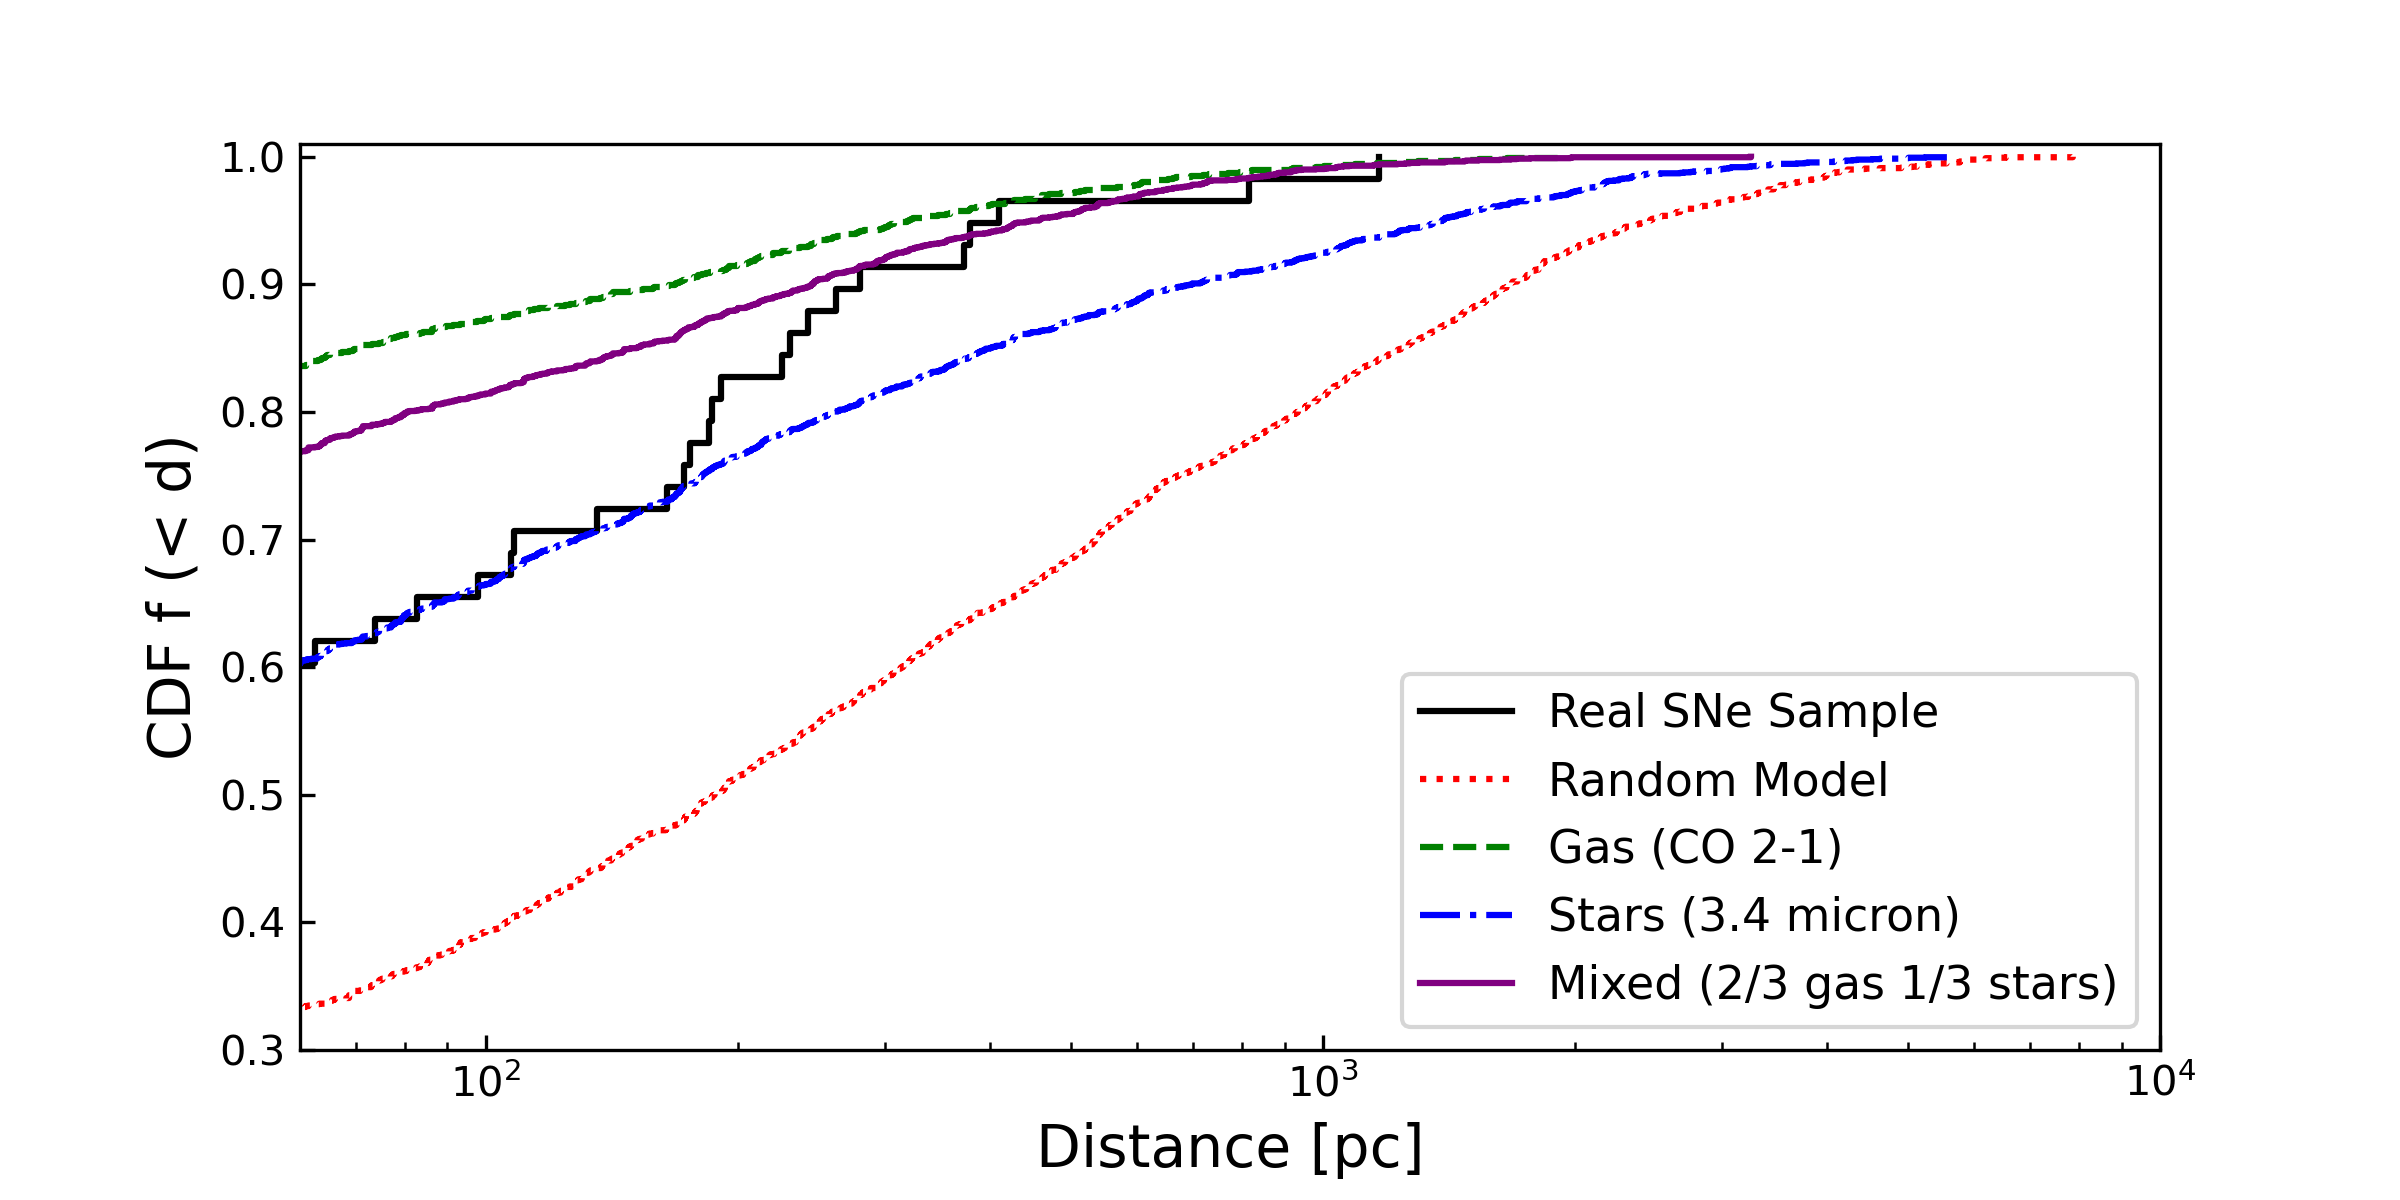 1.0
0.9
0.8
0.7
0.6
0.5
0.4
0.3
CDF f (< d)
10²
10³
10⁴
Distance [pc]
Real SNe Sample
Random Model
Gas (CO 2-1)
Stars (3.4 micron)
Mixed (2/3 gas 1/3 stars)